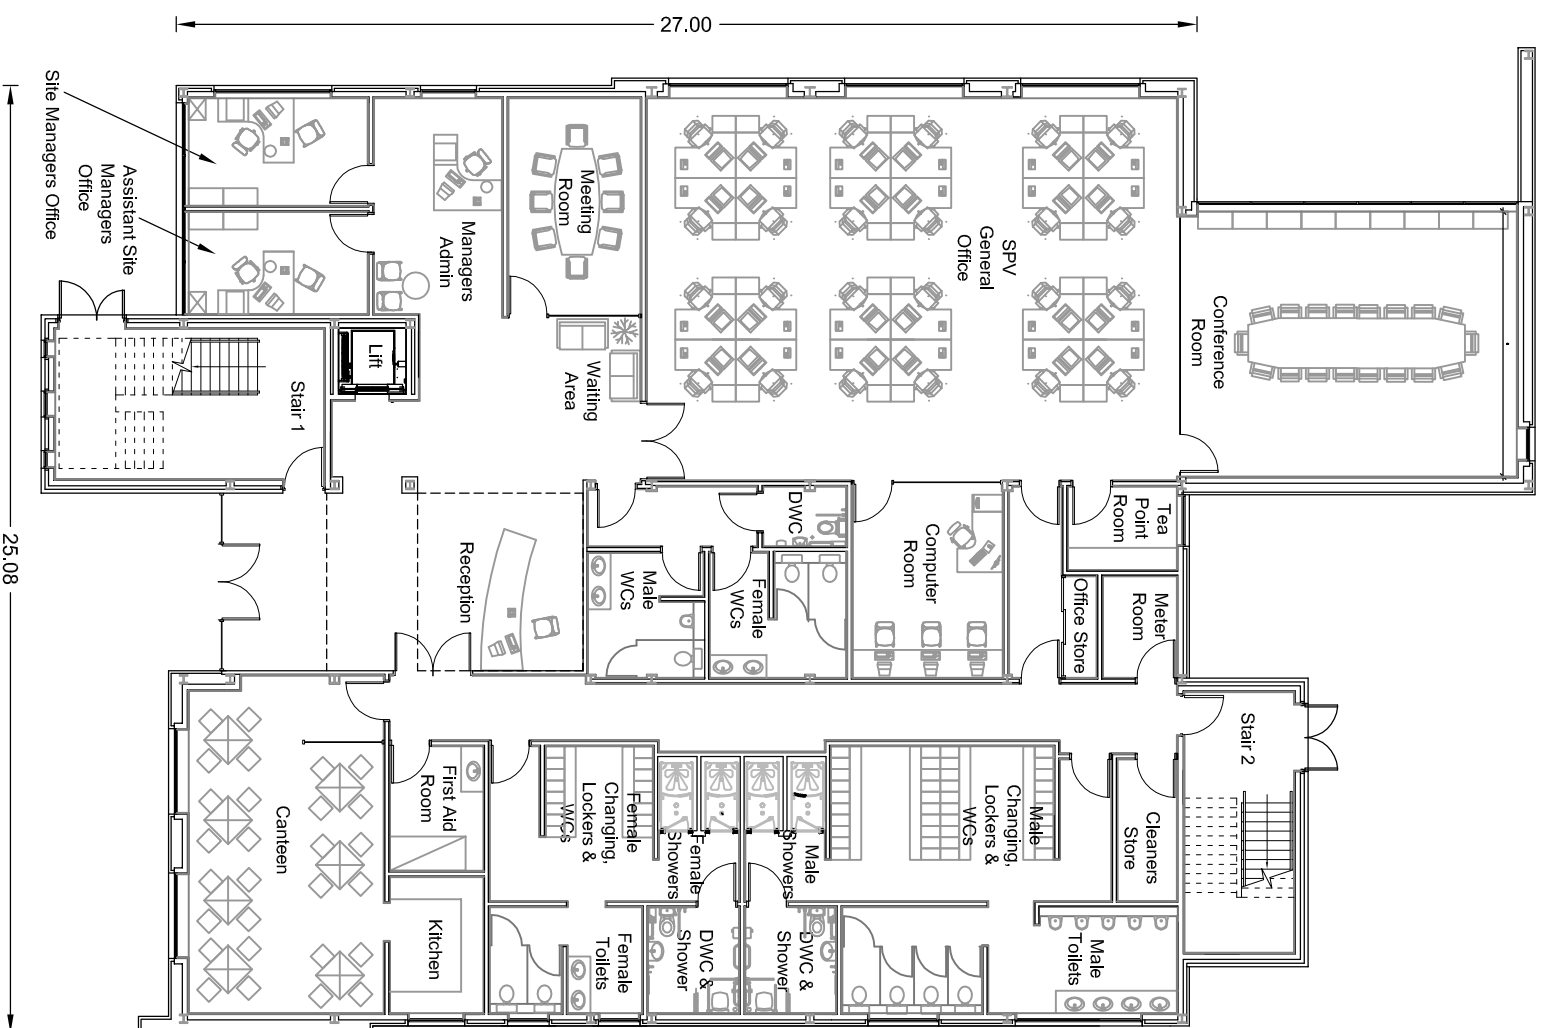 27.00
25.08
Site Managers Office
Assistant Site
Managers
Office
Managers
Admin
Meeting
Room
SPV
General
Office
Conference
Room
Lift
Stair 1
Waiting
Area
Reception
DWC
Male
WCs
Female
WCs
Computer
Room
Tea
Point
Room
Office Store
Meter
Room
Stair 2
Canteen
First Aid
Room
Kitchen
Female
Changing,
Lockers &
WCs
Female
Showers
Male
Showers
Male
Changing,
Lockers &
WCs
Cleaners
Store
Female
Toilets
DWC &
Shower
DWC &
Shower
Male
Toilets